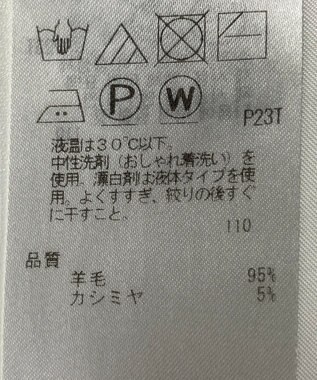 P W P23T
液温は30℃以下。
中性洗剤（おしゃれ着洗い）を
使用。漂白剤は液体タイプを使
用。よくすすぎ、絞りの後すぐ
に干すこと。
110
品質
羊毛 95%
カシミヤ 5%